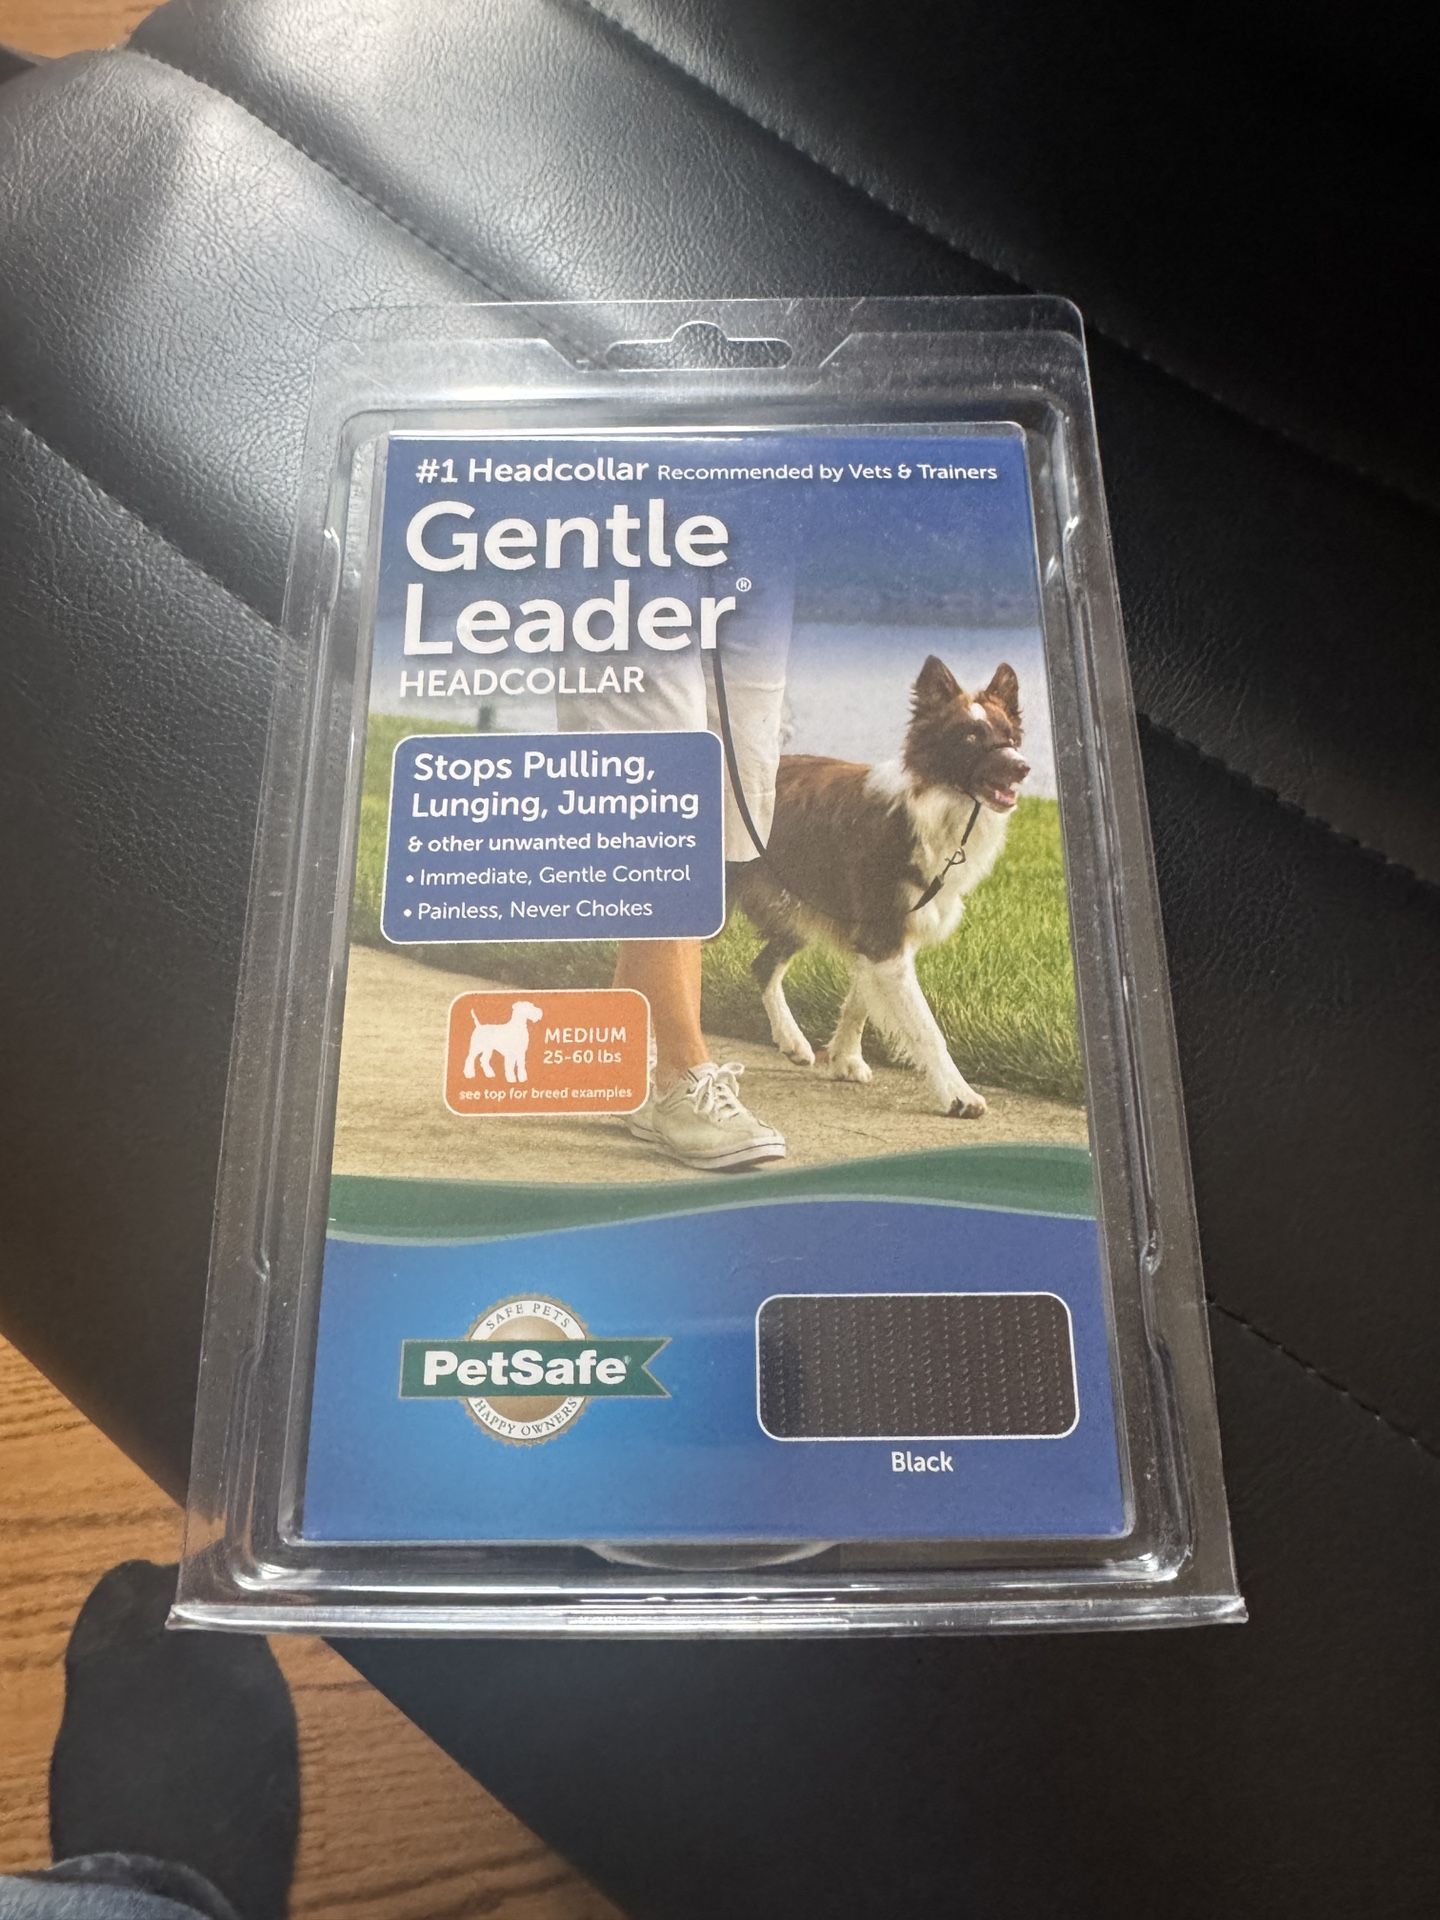 #1 Headcollar Recommended by Vets & Trainers
Gentle
Leader®
HEADCOLLAR
Stops Pulling,
Lunging, Jumping
& other unwanted behaviors
• Immediate, Gentle Control
• Painless, Never Chokes
MEDIUM
25-60 lbs
see top for breed examples
SAFE PETS
PetSafe®
HAPPY OWNERS
Black